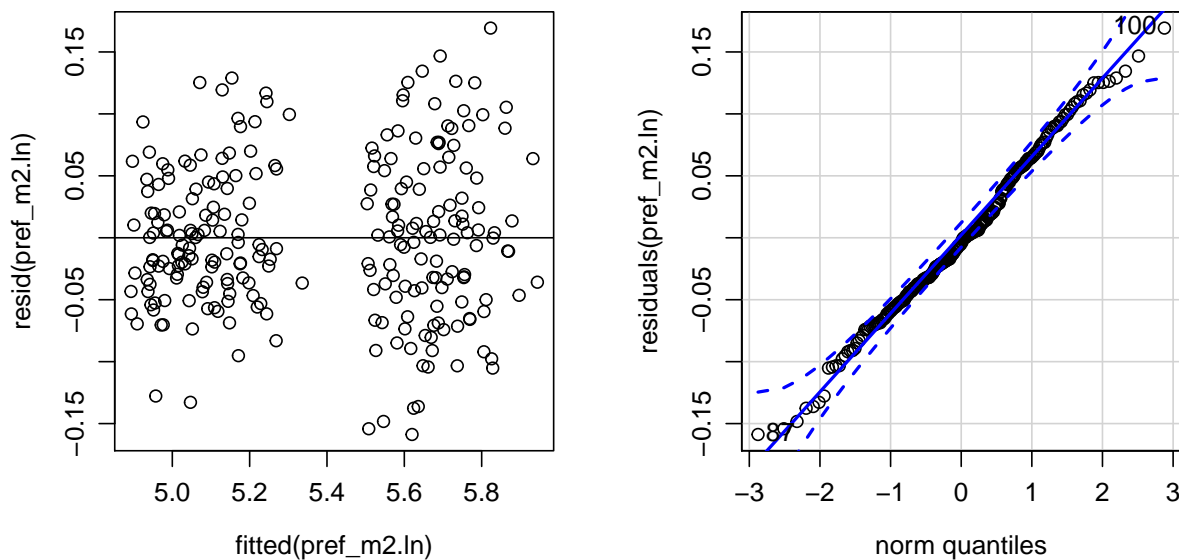 resid(pref_m2.ln)
0.15
0.05
−0.05
−0.15
5.0 5.2 5.4 5.6 5.8
fitted(pref_m2.ln)
residuals(pref_m2.ln)
0.15
0.05
−0.05
−0.15
100
87
−3 −2 −1 0 1 2 3
norm quantiles